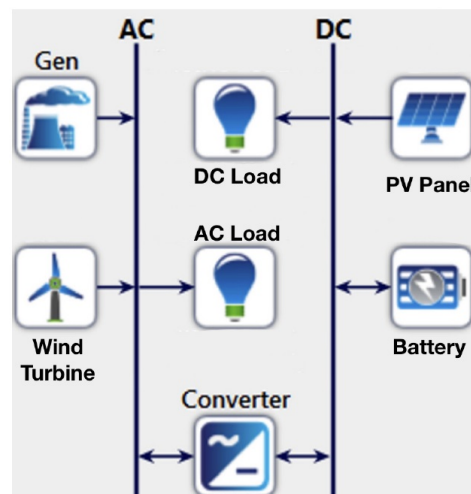 AC
DC
Gen
DC Load
PV Panel
AC Load
Wind
Turbine
Battery
Converter